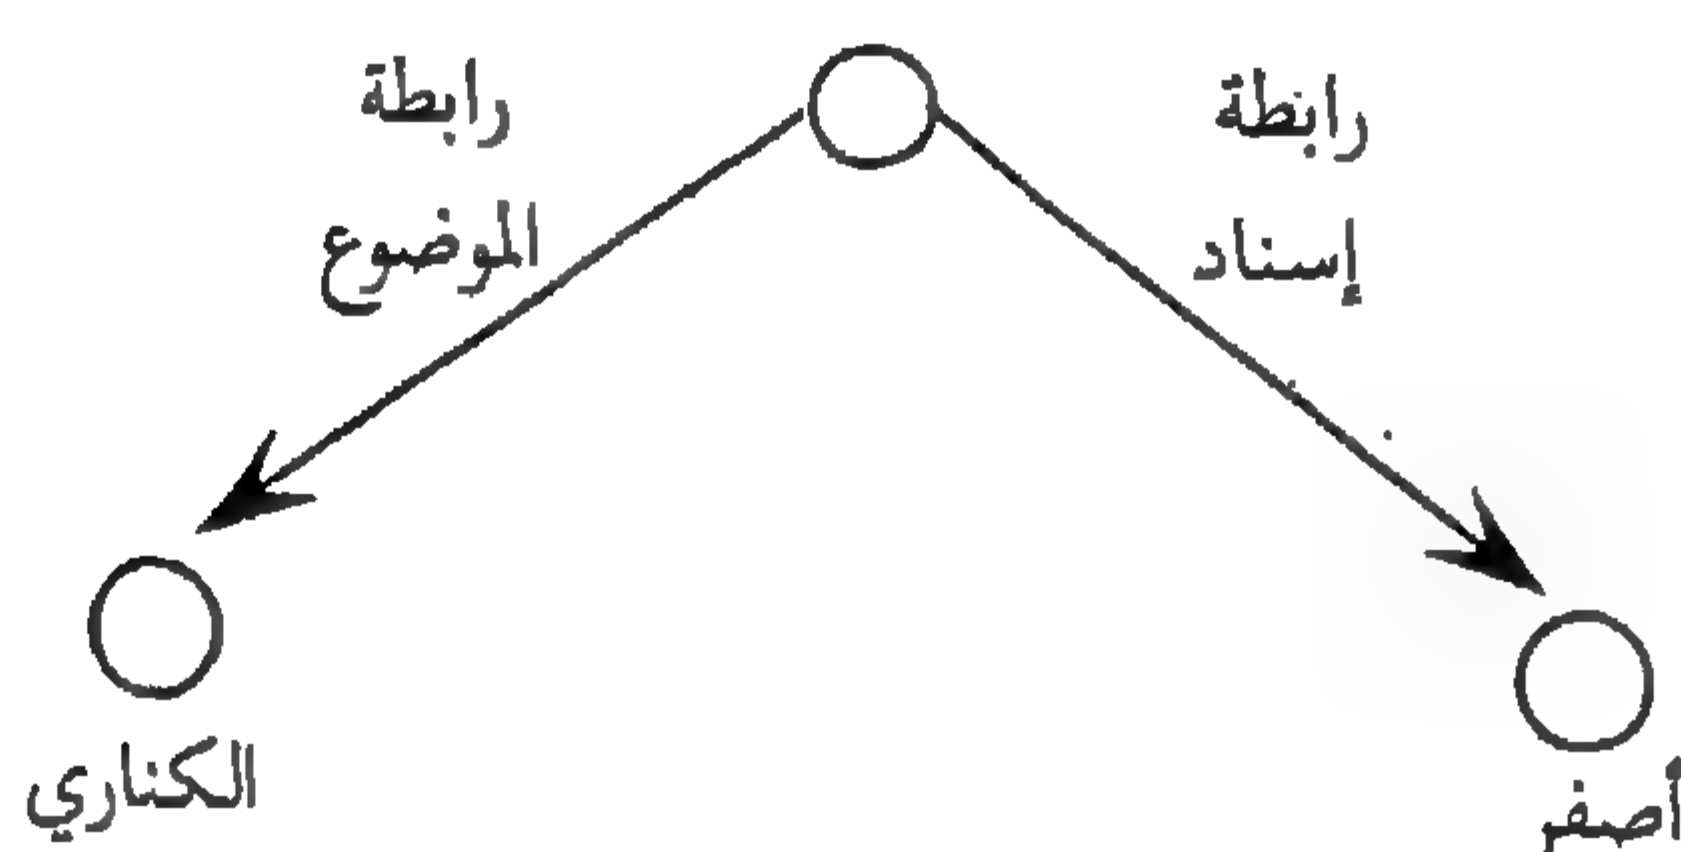 رابطة
إسناد
رابطة
الموضوع
أصفر
الكناري